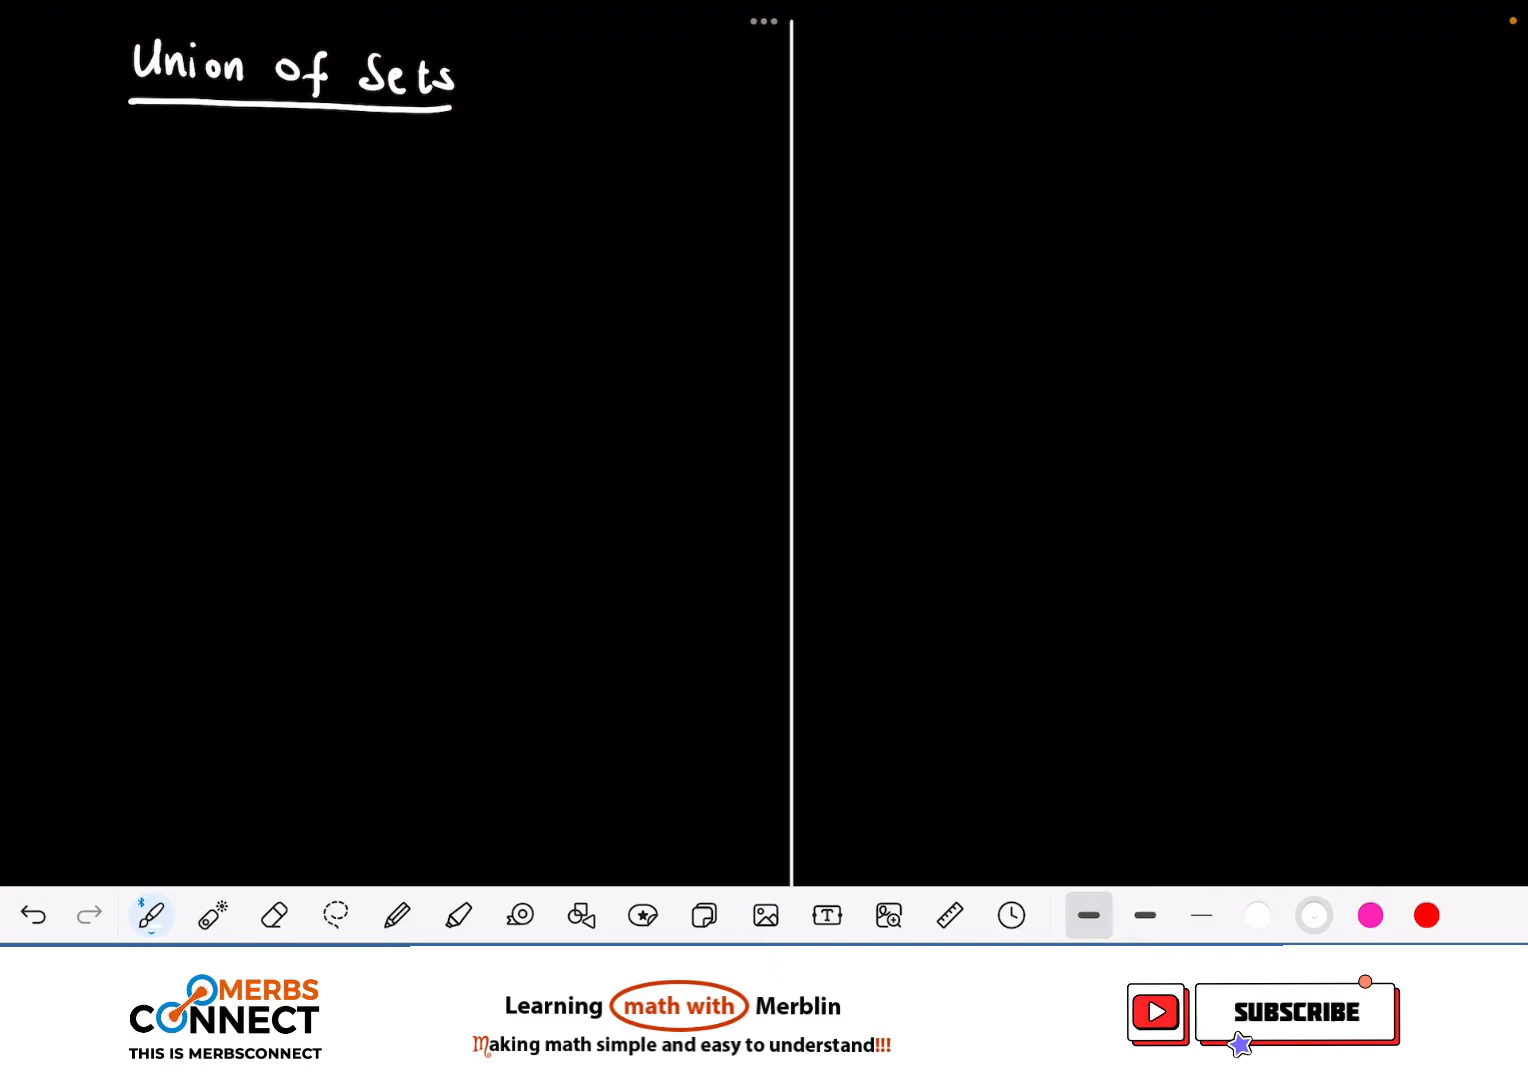 Union of Sets
MERBS
CONNECT
THIS IS MERBSCONNECT
Learning math with Merblin
Making math simple and easy to understand!!!
SUBSCRIBE